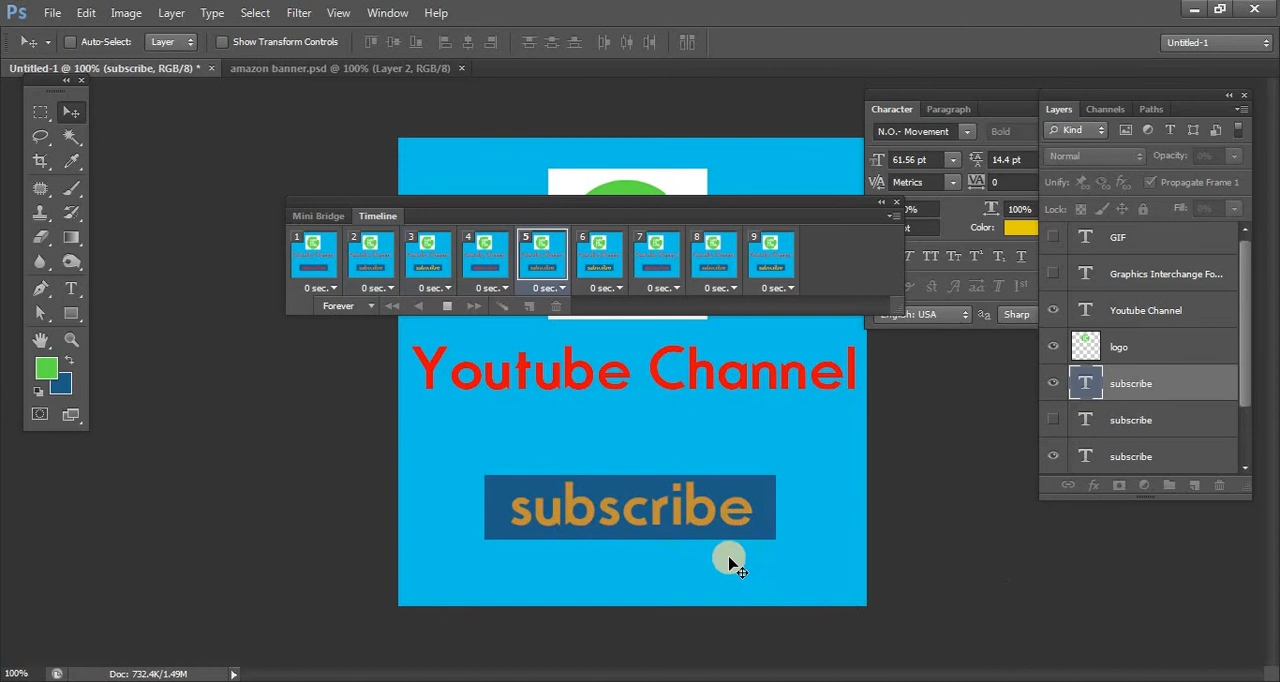 Ps File Edit Image Layer Type Select Filter View Window Help
Auto-Select: Layer Show Transform Controls Untitled-1
Untitled-1 @ 100% (subscribe, RGB/8) * × amazon banner.psd @ 100% (Layer 2, RGB/8) ×
Character Paragraph
N.O.- Movement Bold
61.56 pt 14.4 pt
Metrics 0
100%
Color:
English: USA Sharp
Layers Channels Paths
Kind
Normal Opacity: 0%
Unify: Propagate Frame 1
Lock: Fill: 0%
GIF
Graphics Interchange Fo...
Youtube Channel
logo
subscribe
subscribe
subscribe
Mini Bridge Timeline
1 2 3 4 5 6 7 8 9
0 sec. 0 sec. 0 sec. 0 sec. 0 sec. 0 sec. 0 sec. 0 sec. 0 sec.
Forever
Youtube Channel
subscribe
100% Doc: 732.4K/1.49M